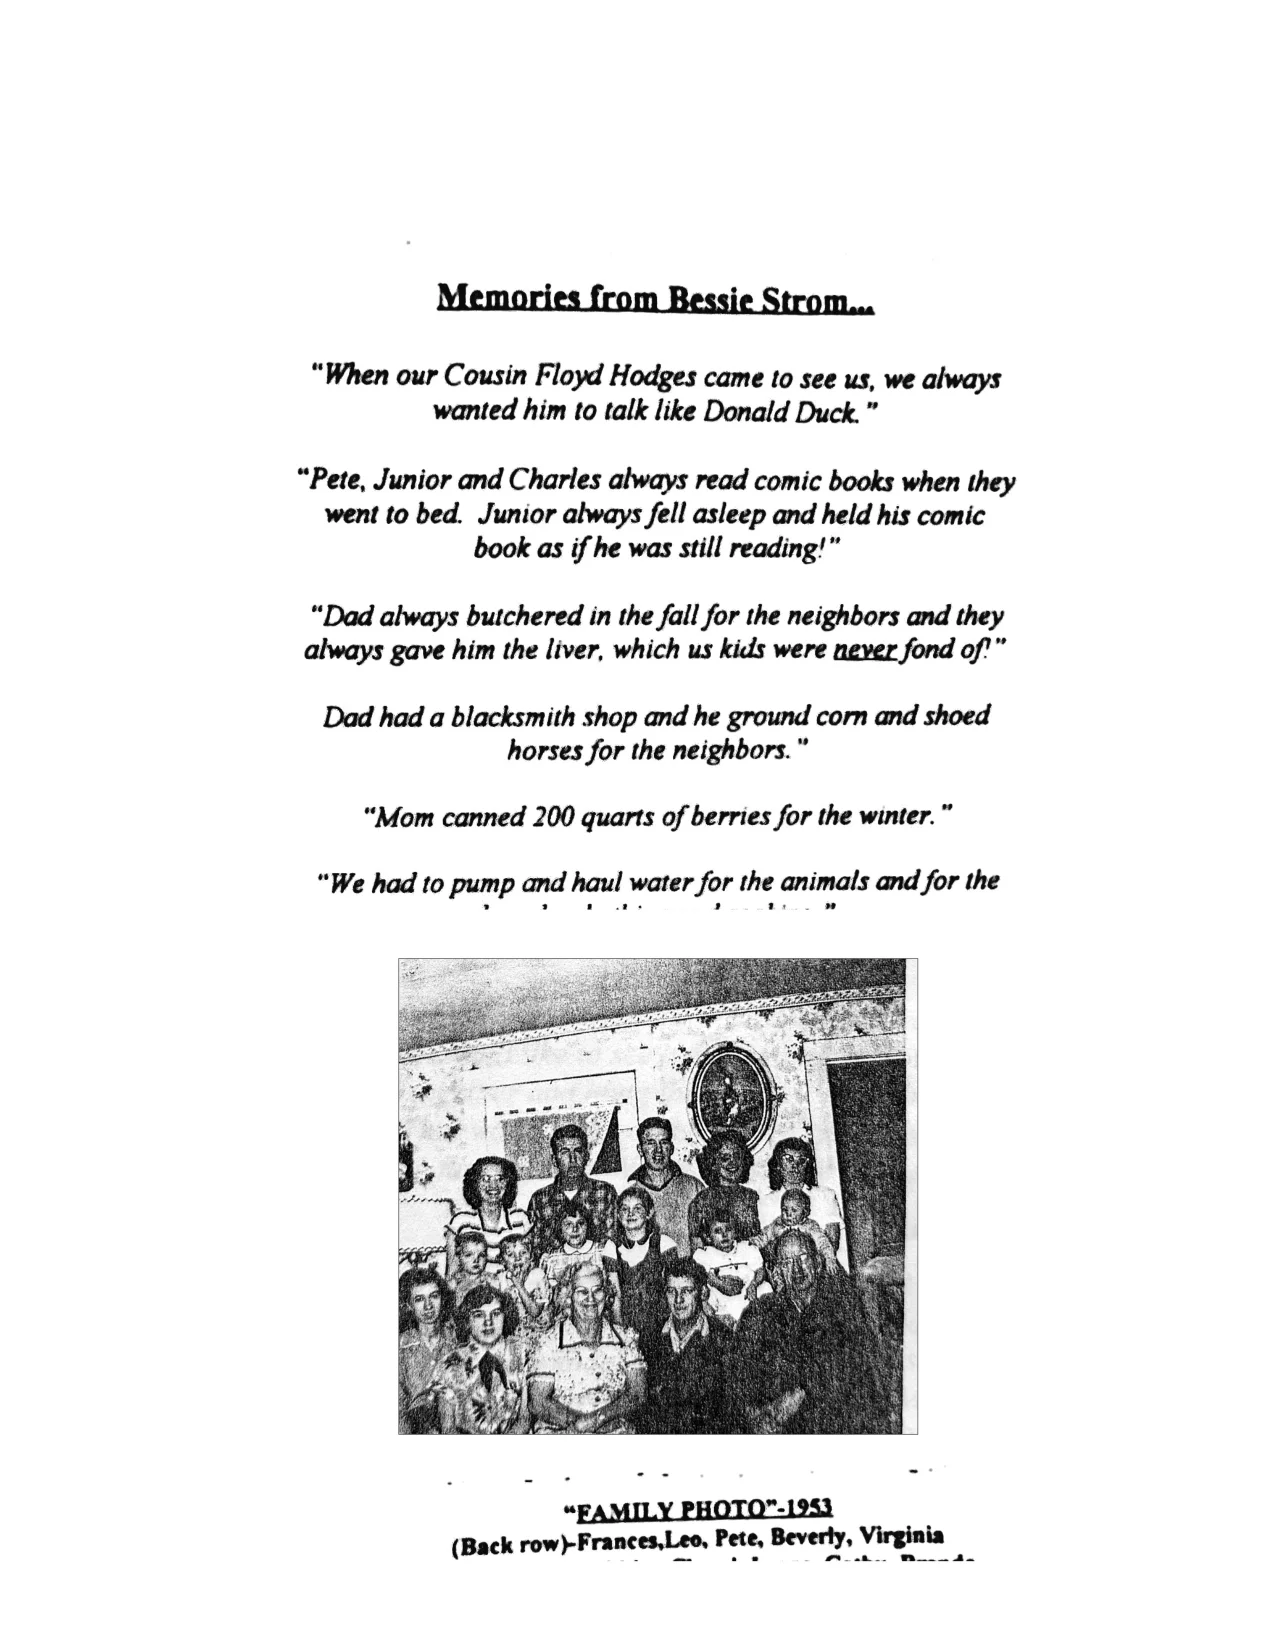 Memories from Bessie Strom...
"When our Cousin Floyd Hodges came to see us, we always
wanted him to talk like Donald Duck."
"Pete, Junior and Charles always read comic books when they
went to bed. Junior always fell asleep and held his comic
book as if he was still reading!"
"Dad always butchered in the fall for the neighbors and they
always gave him the liver, which us kids were never fond of!"
Dad had a blacksmith shop and he ground corn and shoed
horses for the neighbors."
"Mom canned 200 quarts of berries for the winter."
"We had to pump and haul water for the animals and for the
"FAMILY PHOTO"-1953
(Back row)-Frances,Leo, Pete, Beverly, Virginia